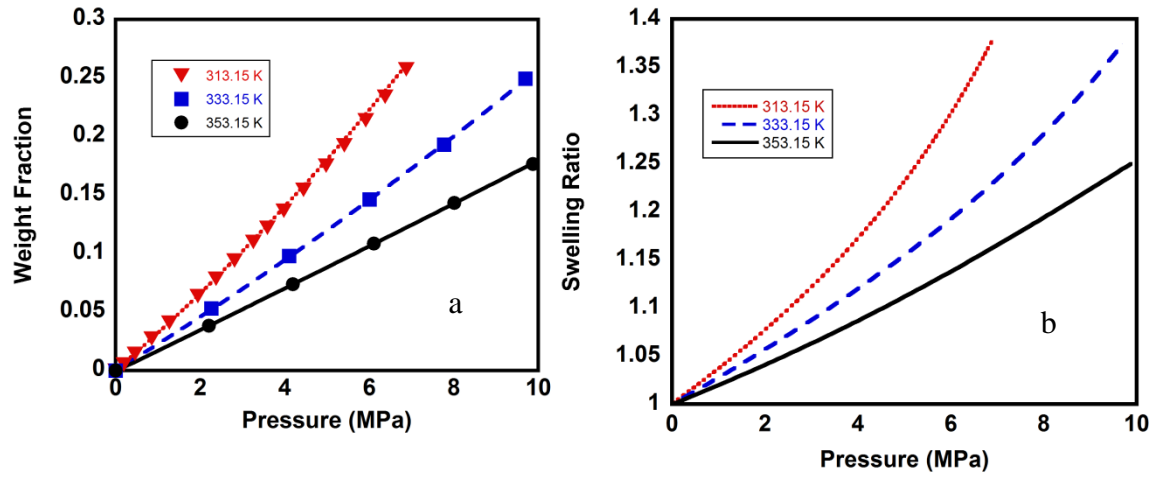 0.3
0.25
0.2
0.15
0.1
0.05
0
Weight Fraction
313.15 K
333.15 K
353.15 K
a
0 2 4 6 8 10
Pressure (MPa)
1.4
1.35
1.3
1.25
1.2
1.15
1.1
1.05
1
Swelling Ratio
313.15 K
333.15 K
353.15 K
b
0 2 4 6 8 10
Pressure (MPa)